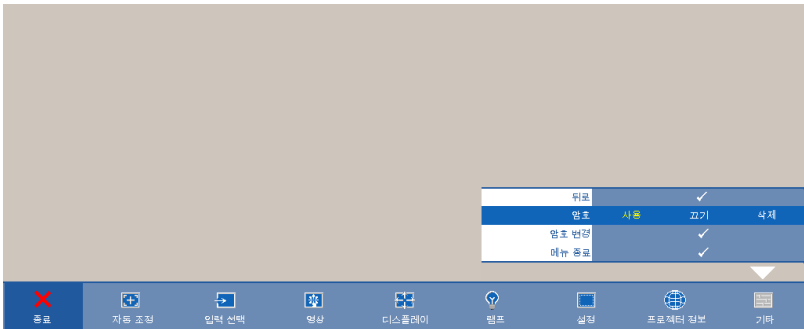 뒤로
암호 사용 끄기 삭제
암호 변경
메뉴 종료
종료 자동 조정 입력 선택 영상 디스플레이 램프 설정 프로젝터 정보 기타